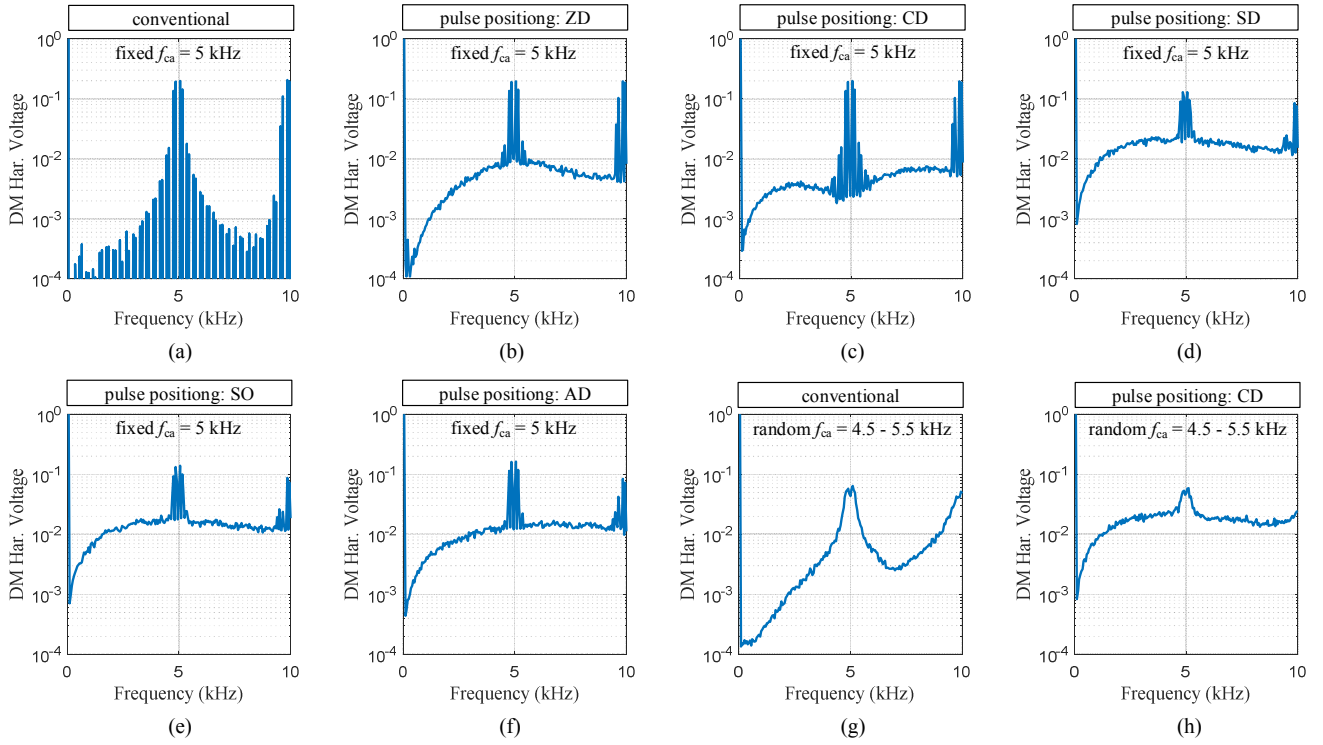 conventional
fixed fca = 5 kHz
DM Har. Voltage
10^0
10^-1
10^-2
10^-3
10^-4
0
5
10
Frequency (kHz)
(a)
pulse positiong: ZD
fixed fca = 5 kHz
DM Har. Voltage
10^0
10^-1
10^-2
10^-3
10^-4
0
5
10
Frequency (kHz)
(b)
pulse positiong: CD
fixed fca = 5 kHz
DM Har. Voltage
10^0
10^-1
10^-2
10^-3
10^-4
0
5
10
Frequency (kHz)
(c)
pulse positiong: SD
fixed fca = 5 kHz
DM Har. Voltage
10^0
10^-1
10^-2
10^-3
10^-4
0
5
10
Frequency (kHz)
(d)
pulse positiong: SO
fixed fca = 5 kHz
DM Har. Voltage
10^0
10^-1
10^-2
10^-3
10^-4
0
5
10
Frequency (kHz)
(e)
pulse positiong: AD
fixed fca = 5 kHz
DM Har. Voltage
10^0
10^-1
10^-2
10^-3
10^-4
0
5
10
Frequency (kHz)
(f)
conventional
random fca = 4.5 - 5.5 kHz
DM Har. Voltage
10^0
10^-1
10^-2
10^-3
10^-4
0
5
10
Frequency (kHz)
(g)
pulse positiong: CD
random fca = 4.5 - 5.5 kHz
DM Har. Voltage
10^0
10^-1
10^-2
10^-3
10^-4
0
5
10
Frequency (kHz)
(h)